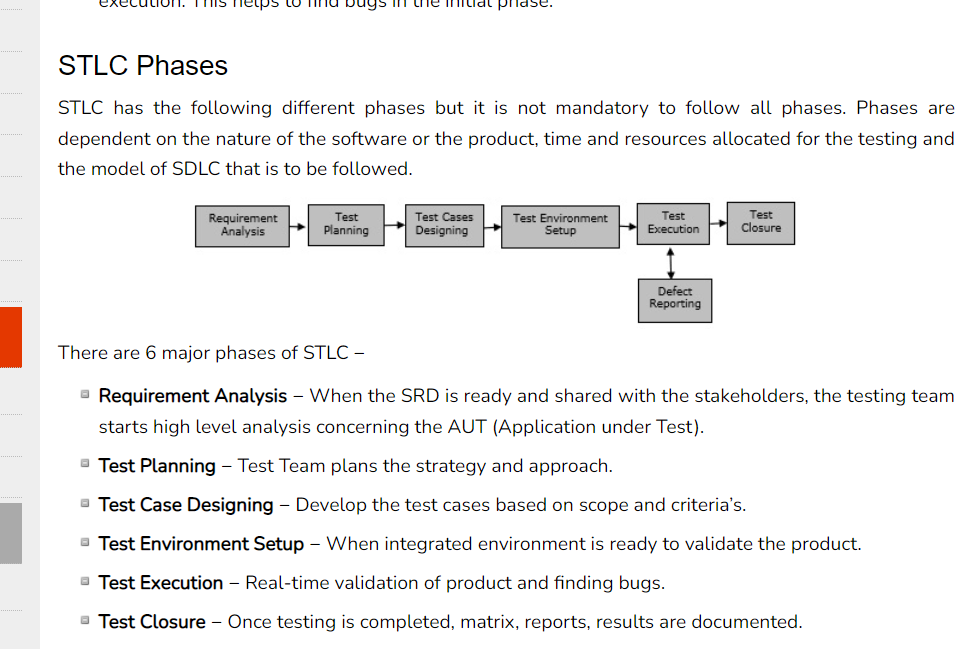 execution. This helps to find bugs in the initial phase.
STLC Phases
STLC has the following different phases but it is not mandatory to follow all phases. Phases are
dependent on the nature of the software or the product, time and resources allocated for the testing and
the model of SDLC that is to be followed.
Requirement
Analysis
Test
Planning
Test Cases
Designing
Test Environment
Setup
Test
Execution
Test
Closure
Defect
Reporting
There are 6 major phases of STLC –
Requirement Analysis – When the SRD is ready and shared with the stakeholders, the testing team
starts high level analysis concerning the AUT (Application under Test).
Test Planning – Test Team plans the strategy and approach.
Test Case Designing – Develop the test cases based on scope and criteria’s.
Test Environment Setup – When integrated environment is ready to validate the product.
Test Execution – Real-time validation of product and finding bugs.
Test Closure – Once testing is completed, matrix, reports, results are documented.